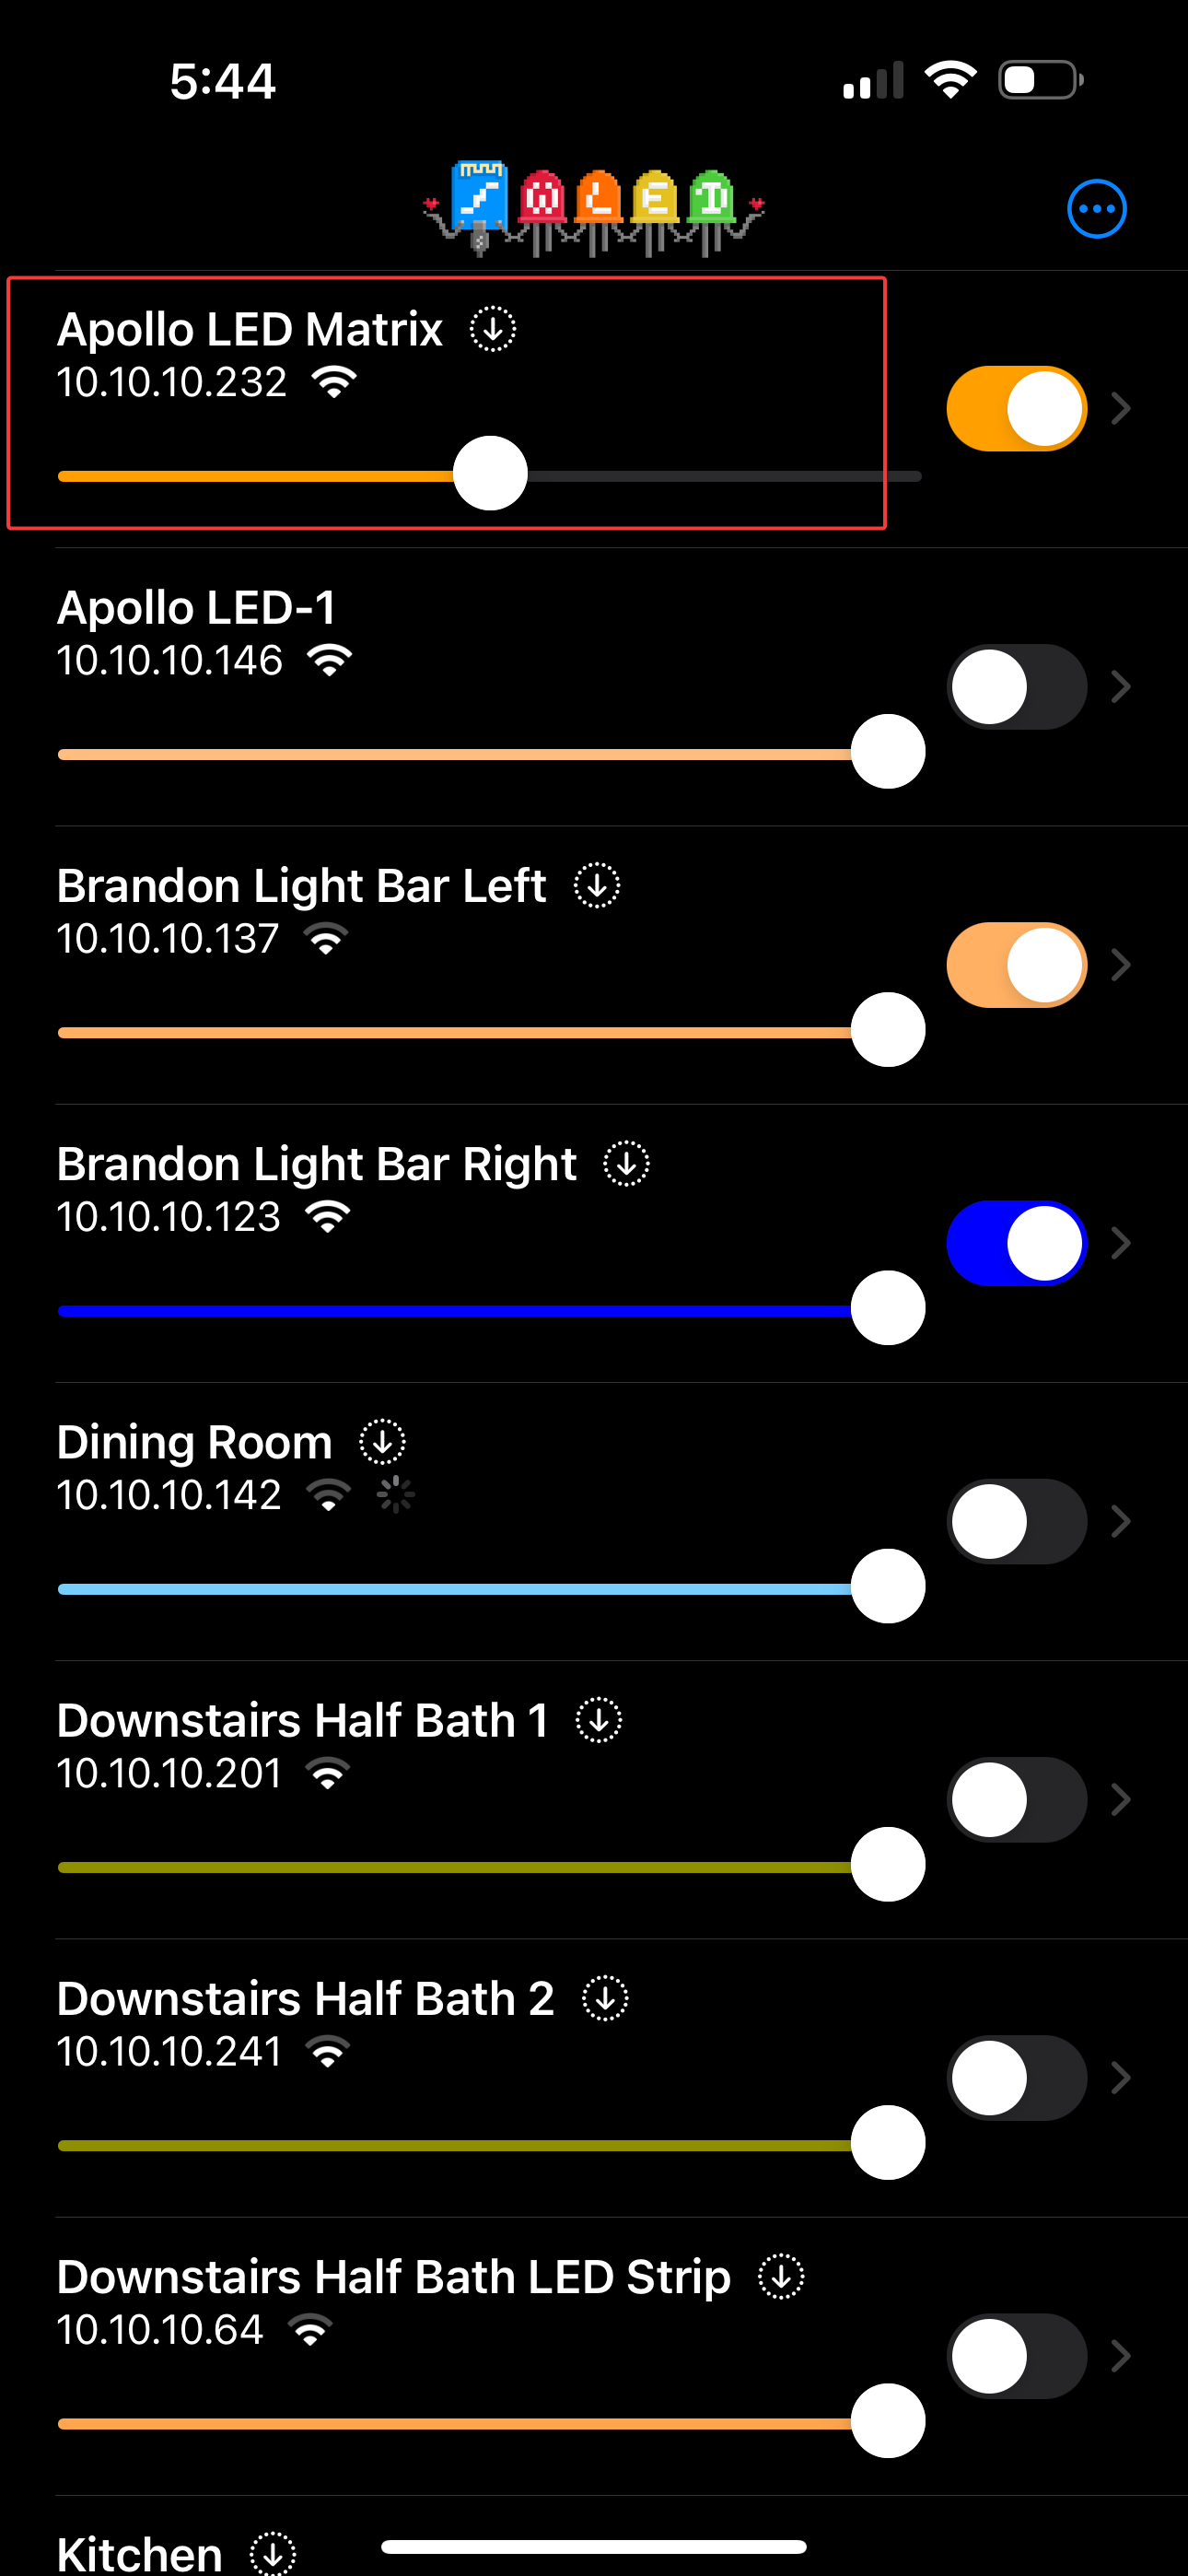 5:44
WLED
Apollo LED Matrix
10.10.10.232
Apollo LED-1
10.10.10.146
Brandon Light Bar Left
10.10.10.137
Brandon Light Bar Right
10.10.10.123
Dining Room
10.10.10.142
Downstairs Half Bath 1
10.10.10.201
Downstairs Half Bath 2
10.10.10.241
Downstairs Half Bath LED Strip
10.10.10.64
Kitchen